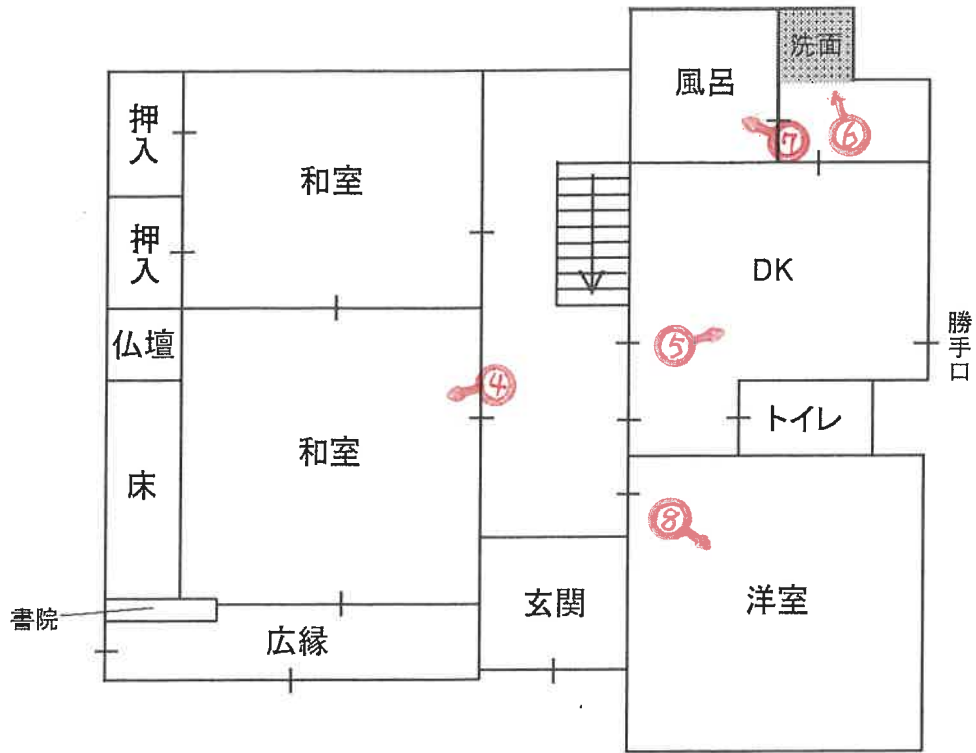 洗面
風呂
⑦
⑥
押入
和室
押入
DK
勝手口
仏壇
⑤
④
トイレ
和室
床
⑧
書院
玄関
洋室
広縁